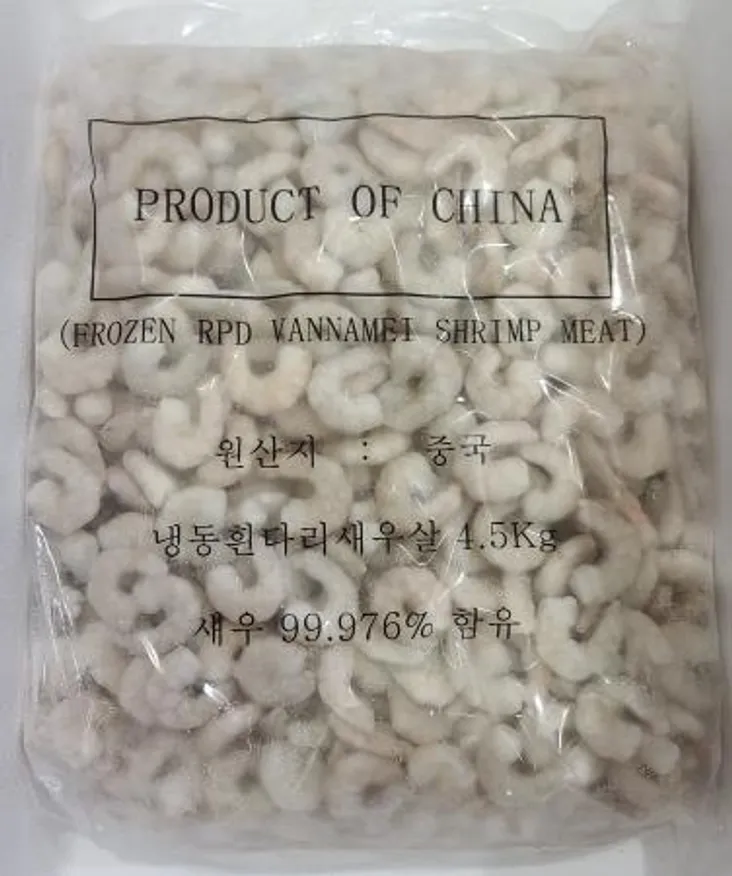 PRODUCT OF CHINA
(FROZEN RPD VANNAMEI SHRIMP MEAT)
원산지 : 중국
냉동흰다리새우살 4.5Kg
새우 99.976% 함유